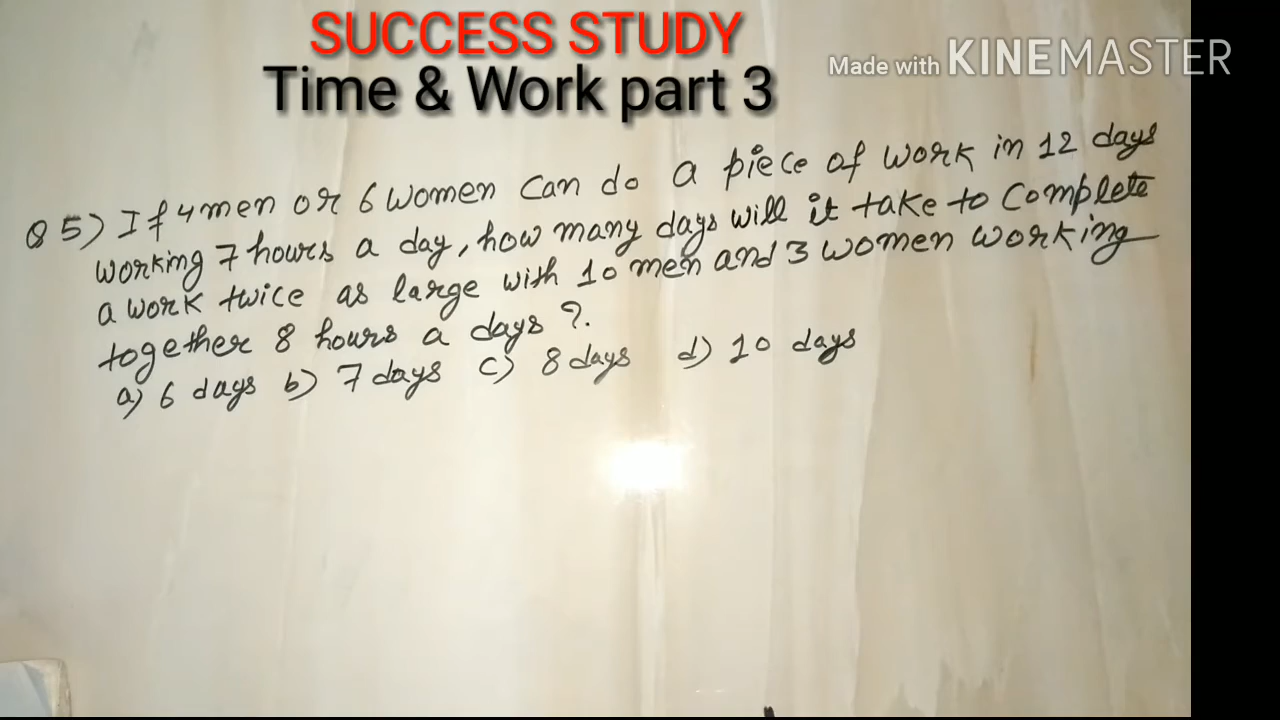 SUCCESS STUDY
Made with KINEMASTER
Time & Work part 3
Q 5) If 4 men or 6 women can do a piece of work in 12 days
working 7 hours a day, how many days will it take to complete
a work twice as large with 10 men and 3 women working
together 8 hours a days ?.
a) 6 days b) 7 days c) 8 days d) 10 days